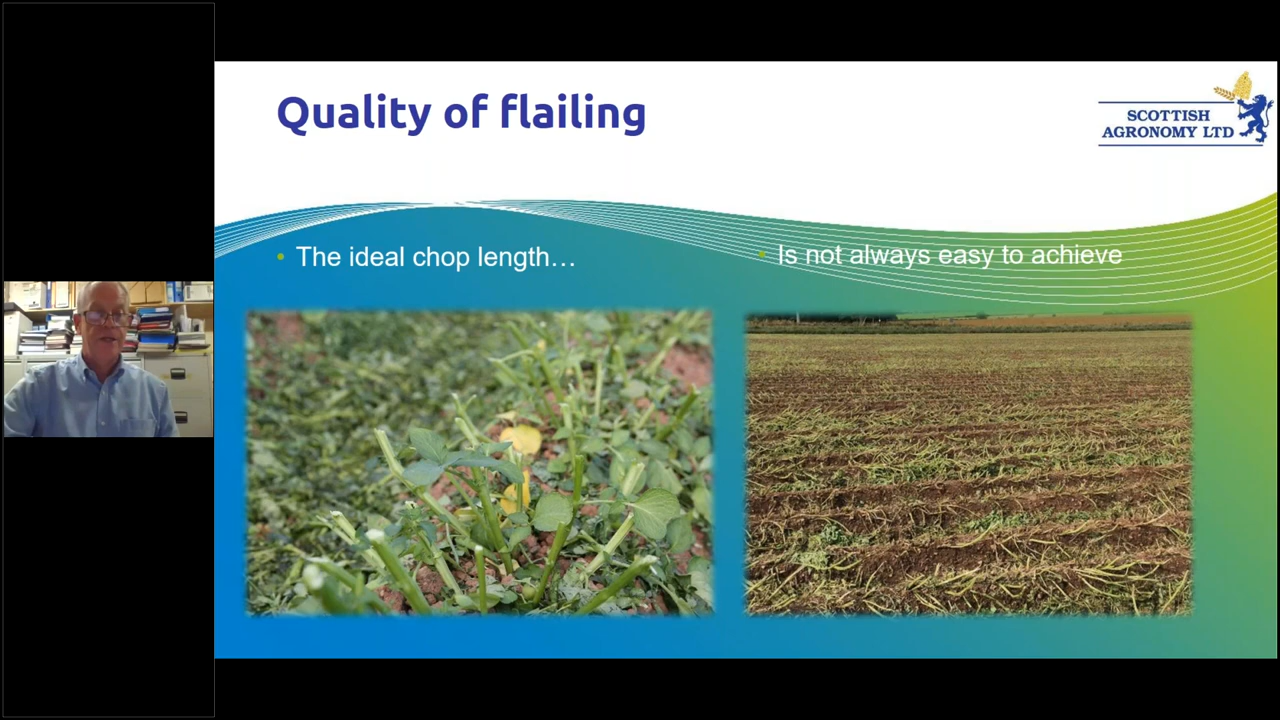 Quality of flailing
SCOTTISH
AGRONOMY LTD
• The ideal chop length…
• Is not always easy to achieve